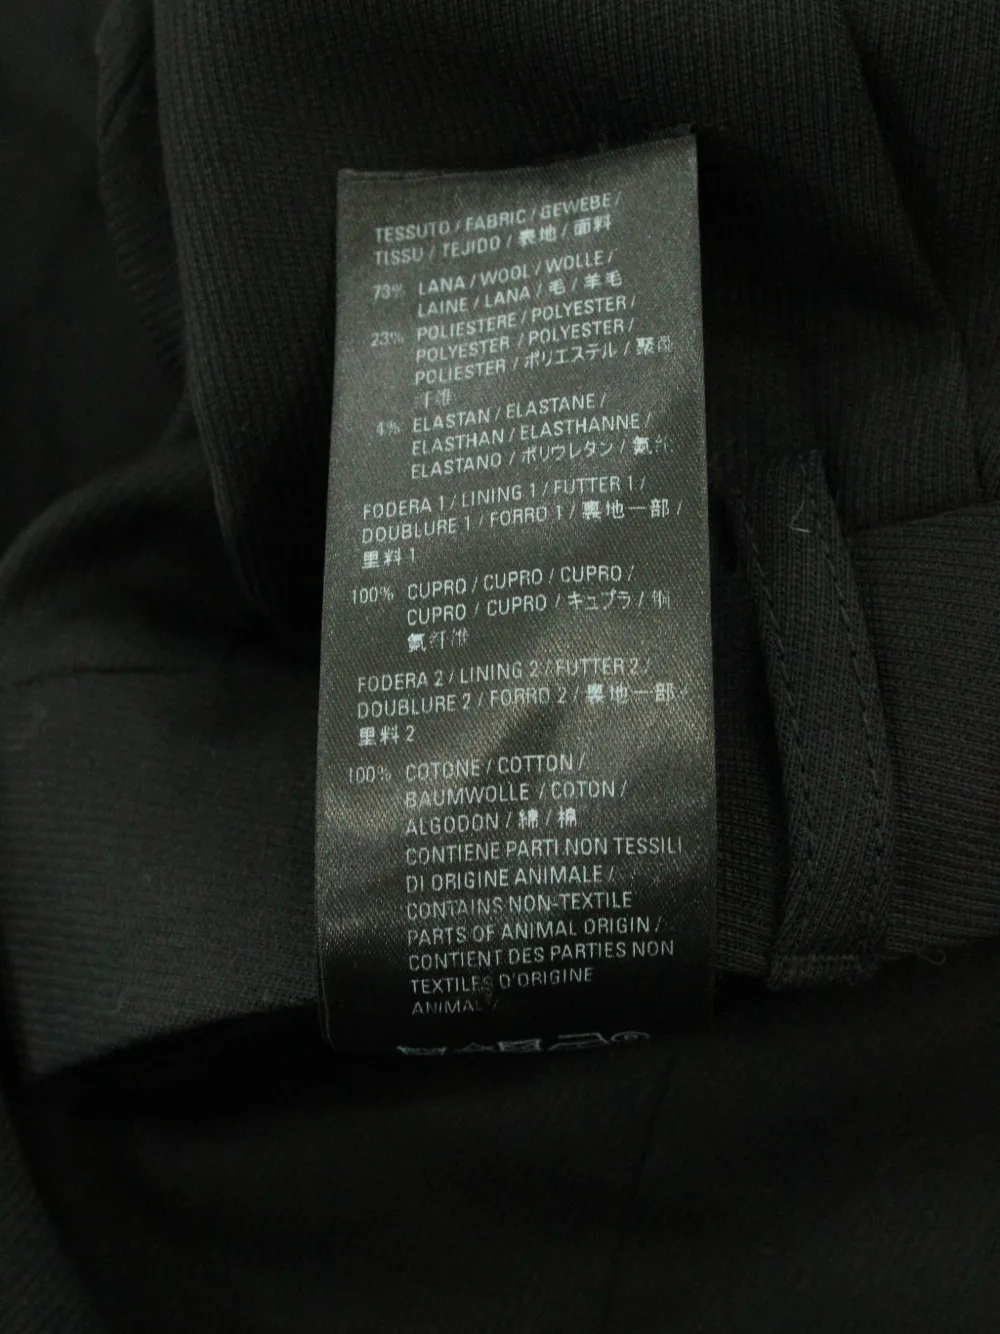 TESSUTO / FABRIC / GEWEBE /
TISSU / TEJIDO / 表地 / 面料
73% LANA / WOOL / WOLLE /
LAINE / LANA / 毛 / 羊毛
23% POLIESTERE / POLYESTER /
POLYESTER / POLYESTER /
POLIESTER / ポリエステル / 聚酯
纤维
4% ELASTAN / ELASTANE /
ELASTHAN / ELASTHANNE /
ELASTANO / ポリウレタン / 氨纶
FODERA 1 / LINING 1 / FUTTER 1 /
DOUBLURE 1 / FORRO 1 / 裏地一部 /
里料 1
100% CUPRO / CUPRO / CUPRO /
CUPRO / CUPRO / キュプラ / 铜
氨纤维
FODERA 2 / LINING 2 / FUTTER 2 /
DOUBLURE 2 / FORRO 2 / 裏地一部 /
里料 2
100% COTONE / COTTON /
BAUMWOLLE / COTON /
ALGODON / 綿 / 棉
CONTIENE PARTI NON TESSILI
DI ORIGINE ANIMALE /
CONTAINS NON-TEXTILE
PARTS OF ANIMAL ORIGIN /
CONTIENT DES PARTIES NON
TEXTILES D'ORIGINE
ANIMAL /